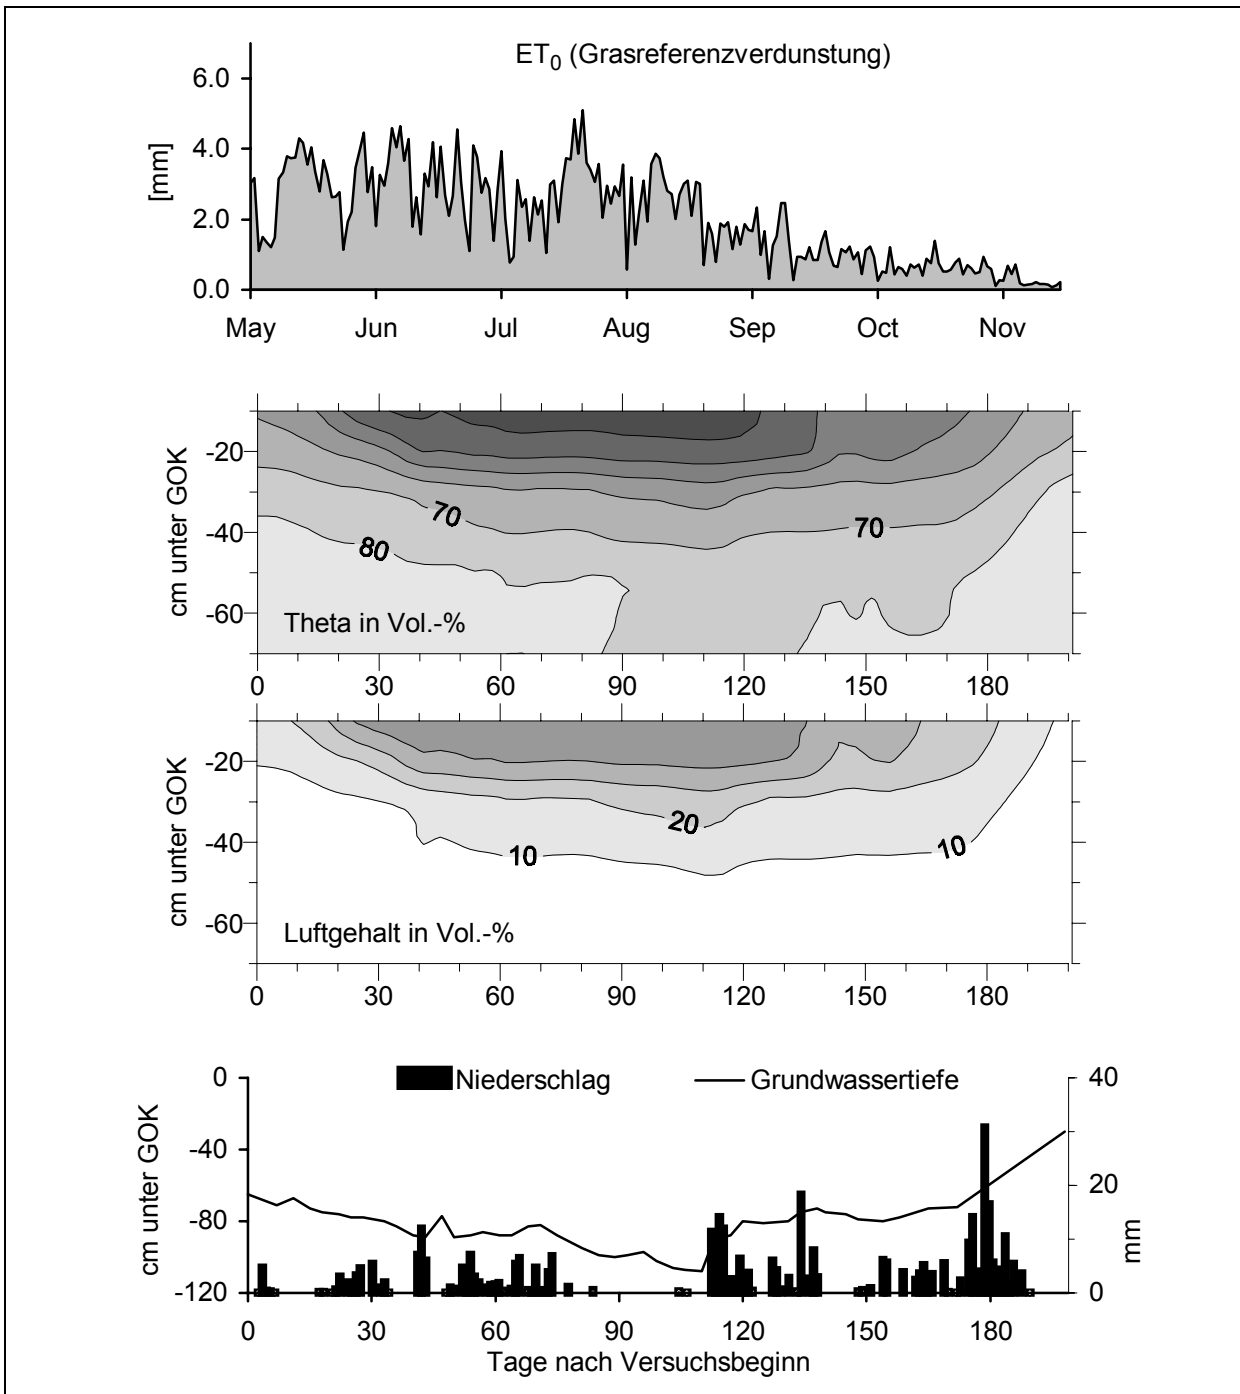 ET0 (Grasreferenzverdunstung)
[mm]
6.0
4.0
2.0
0.0
May Jun Jul Aug Sep Oct Nov
cm unter GOK
-20
-40
-60
70
70
80
Theta in Vol.-%
0 30 60 90 120 150 180
cm unter GOK
-20
-40
-60
20
10
10
Luftgehalt in Vol.-%
0 30 60 90 120 150 180
Niederschlag Grundwassertiefe
cm unter GOK
0
-40
-80
-120
40
20
0
mm
0 30 60 90 120 150 180
Tage nach Versuchsbeginn